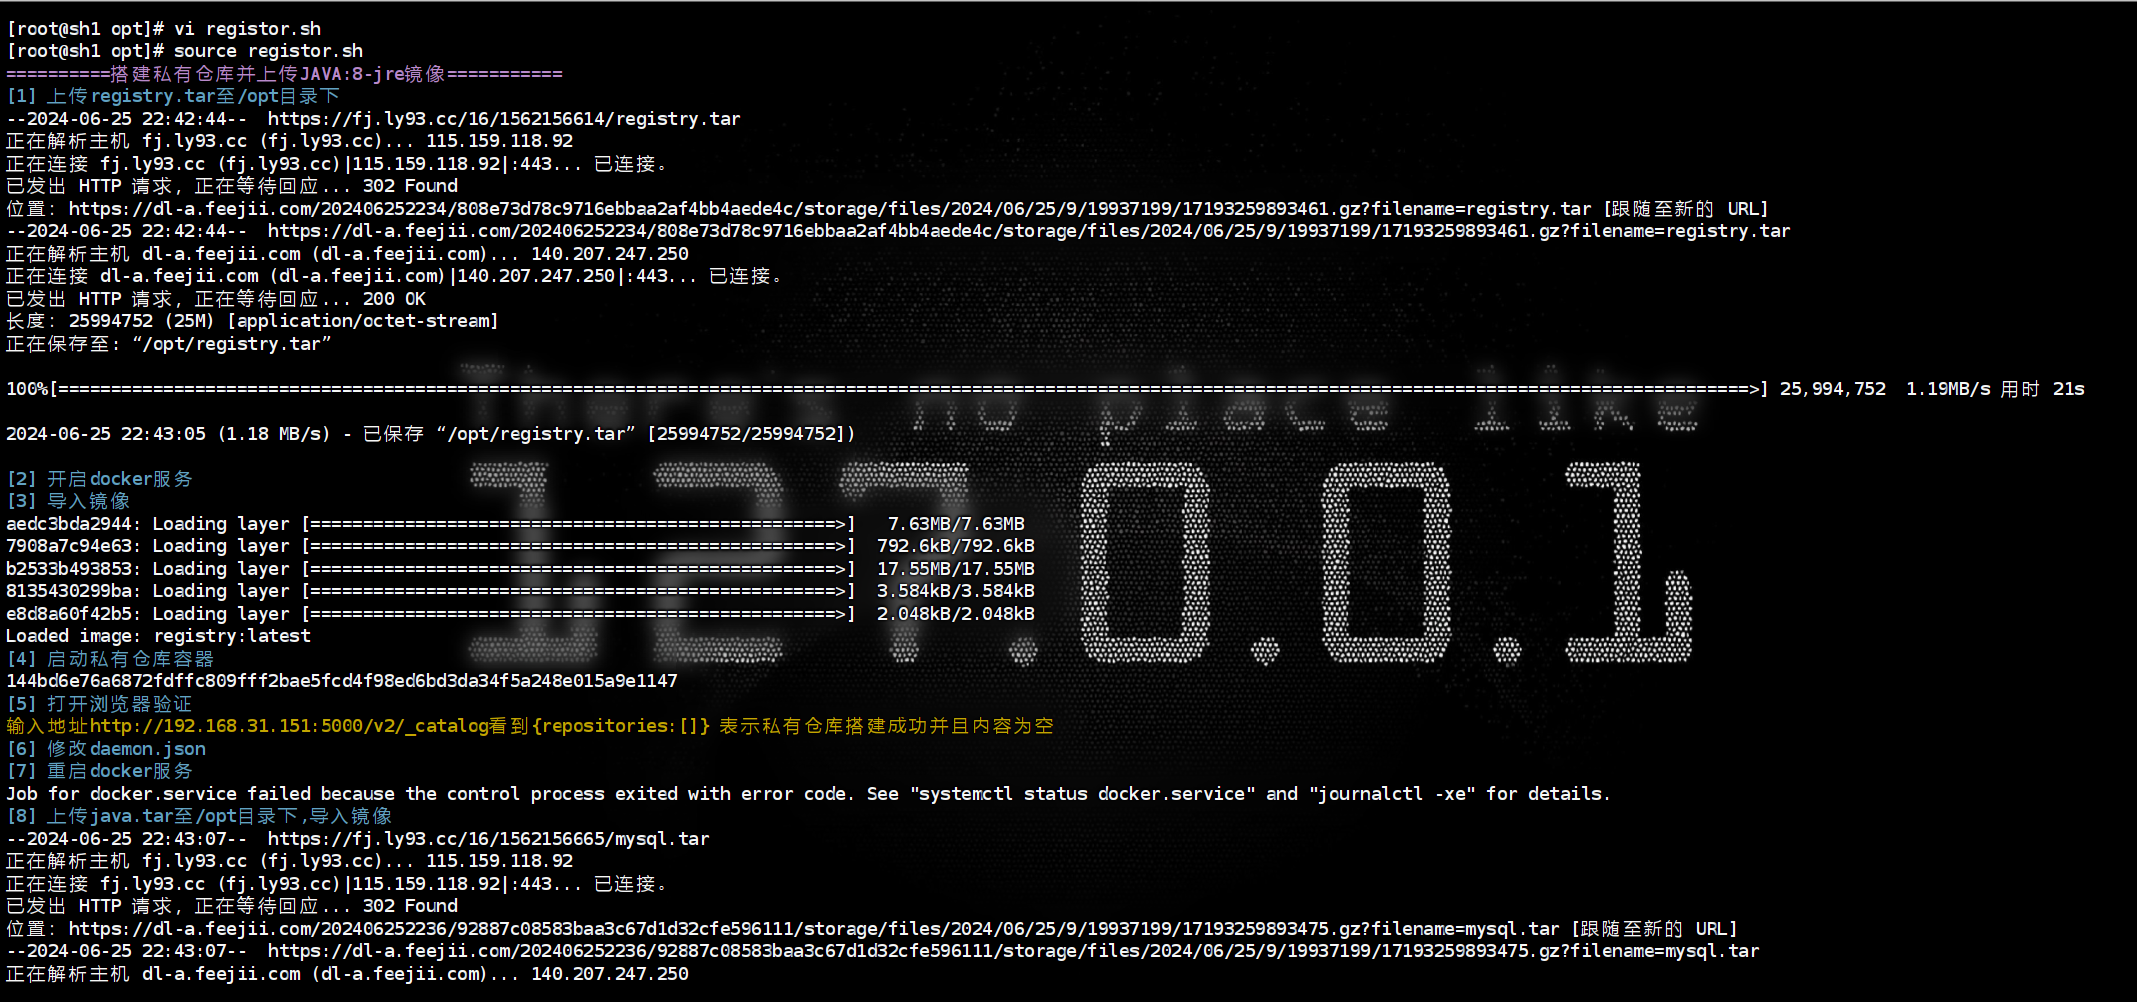 [root@sh1 opt]# vi registor.sh
[root@sh1 opt]# source registor.sh
==========搭建私有仓库并上传JAVA:8-jre镜像===========
[1] 上传registry.tar至/opt目录下
--2024-06-25 22:42:44--  https://fj.ly93.cc/16/1562156614/registry.tar
正在解析主机 fj.ly93.cc (fj.ly93.cc)... 115.159.118.92
正在连接 fj.ly93.cc (fj.ly93.cc)|115.159.118.92|:443... 已连接。
已发出 HTTP 请求，正在等待回应... 302 Found
位置：https://dl-a.feejii.com/202406252234/808e73d78c9716ebbaa2af4bb4aede4c/storage/files/2024/06/25/9/19937199/17193259893461.gz?filename=registry.tar [跟随至新的 URL]
--2024-06-25 22:42:44--  https://dl-a.feejii.com/202406252234/808e73d78c9716ebbaa2af4bb4aede4c/storage/files/2024/06/25/9/19937199/17193259893461.gz?filename=registry.tar
正在解析主机 dl-a.feejii.com (dl-a.feejii.com)... 140.207.247.250
正在连接 dl-a.feejii.com (dl-a.feejii.com)|140.207.247.250|:443... 已连接。
已发出 HTTP 请求，正在等待回应... 200 OK
长度：25994752 (25M) [application/octet-stream]
正在保存至: “/opt/registry.tar”
100%[=================================================================================================================================================================>] 25,994,752  1.19MB/s 用时 21s
2024-06-25 22:43:05 (1.18 MB/s) - 已保存 “/opt/registry.tar” [25994752/25994752])
There's no place like
127.0.0.1
[2] 开启docker服务
[3] 导入镜像
aedc3bda2944: Loading layer [==================================================>]   7.63MB/7.63MB
7908a7c94e63: Loading layer [==================================================>]  792.6kB/792.6kB
b2533b493853: Loading layer [==================================================>]  17.55MB/17.55MB
8135430299ba: Loading layer [==================================================>]  3.584kB/3.584kB
e8d8a60f42b5: Loading layer [==================================================>]  2.048kB/2.048kB
Loaded image: registry:latest
[4] 启动私有仓库容器
144bd6e76a6872fdffc809fff2bae5fcd4f98ed6bd3da34f5a248e015a9e1147
[5] 打开浏览器验证
输入地址http://192.168.31.151:5000/v2/_catalog看到{repositories:[]} 表示私有仓库搭建成功并且内容为空
[6] 修改daemon.json
[7] 重启docker服务
Job for docker.service failed because the control process exited with error code. See "systemctl status docker.service" and "journalctl -xe" for details.
[8] 上传java.tar至/opt目录下,导入镜像
--2024-06-25 22:43:07--  https://fj.ly93.cc/16/1562156665/mysql.tar
正在解析主机 fj.ly93.cc (fj.ly93.cc)... 115.159.118.92
正在连接 fj.ly93.cc (fj.ly93.cc)|115.159.118.92|:443... 已连接。
已发出 HTTP 请求，正在等待回应... 302 Found
位置：https://dl-a.feejii.com/202406252236/92887c08583baa3c67d1d32cfe596111/storage/files/2024/06/25/9/19937199/17193259893475.gz?filename=mysql.tar [跟随至新的 URL]
--2024-06-25 22:43:07--  https://dl-a.feejii.com/202406252236/92887c08583baa3c67d1d32cfe596111/storage/files/2024/06/25/9/19937199/17193259893475.gz?filename=mysql.tar
正在解析主机 dl-a.feejii.com (dl-a.feejii.com)... 140.207.247.250